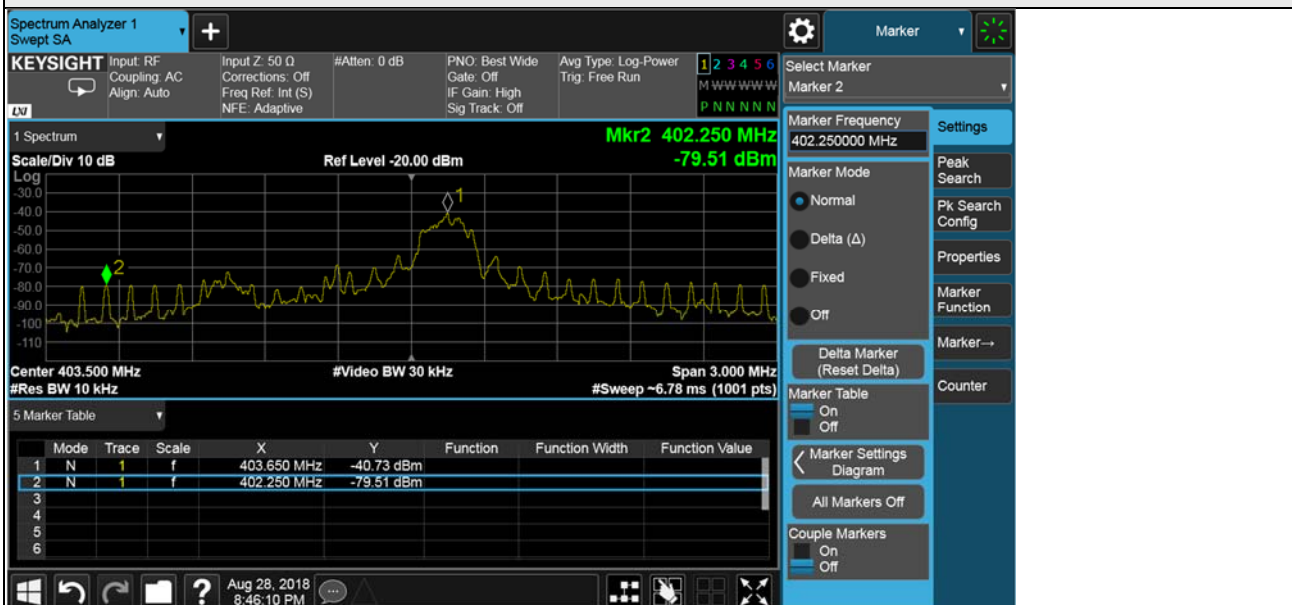 Spectrum Analyzer 1
Swept SA
+
Marker
KEYSIGHT
LXI
Input: RF
Coupling: AC
Align: Auto
Input Z: 50 Ω
Corrections: Off
Freq Ref: Int (S)
NFE: Adaptive
#Atten: 0 dB
PNO: Best Wide
Gate: Off
IF Gain: High
Sig Track: Off
Avg Type: Log-Power
Trig: Free Run
1 2 3 4 5 6
M W W W W W
P N N N N N
1 Spectrum
Mkr2 402.250 MHz
-79.51 dBm
Scale/Div 10 dB
Ref Level -20.00 dBm
Log
-30.0
-40.0
-50.0
-60.0
-70.0
-80.0
-90.0
-100
-110
1
2
Center 403.500 MHz
#Video BW 30 kHz
Span 3.000 MHz
#Res BW 10 kHz
#Sweep ~6.78 ms (1001 pts)
5 Marker Table
Mode Trace Scale X Y Function Function Width Function Value
1 N 1 f 403.650 MHz -40.73 dBm
2 N 1 f 402.250 MHz -79.51 dBm
3
4
5
6
?
Aug 28, 2018
8:46:10 PM
Select Marker
Marker 2
Marker Frequency
402.250000 MHz
Marker Mode
Normal
Delta (Δ)
Fixed
Off
Delta Marker
(Reset Delta)
Marker Table
On
Off
Marker Settings
Diagram
All Markers Off
Couple Markers
On
Off
Settings
Peak
Search
Pk Search
Config
Properties
Marker
Function
Marker→
Counter